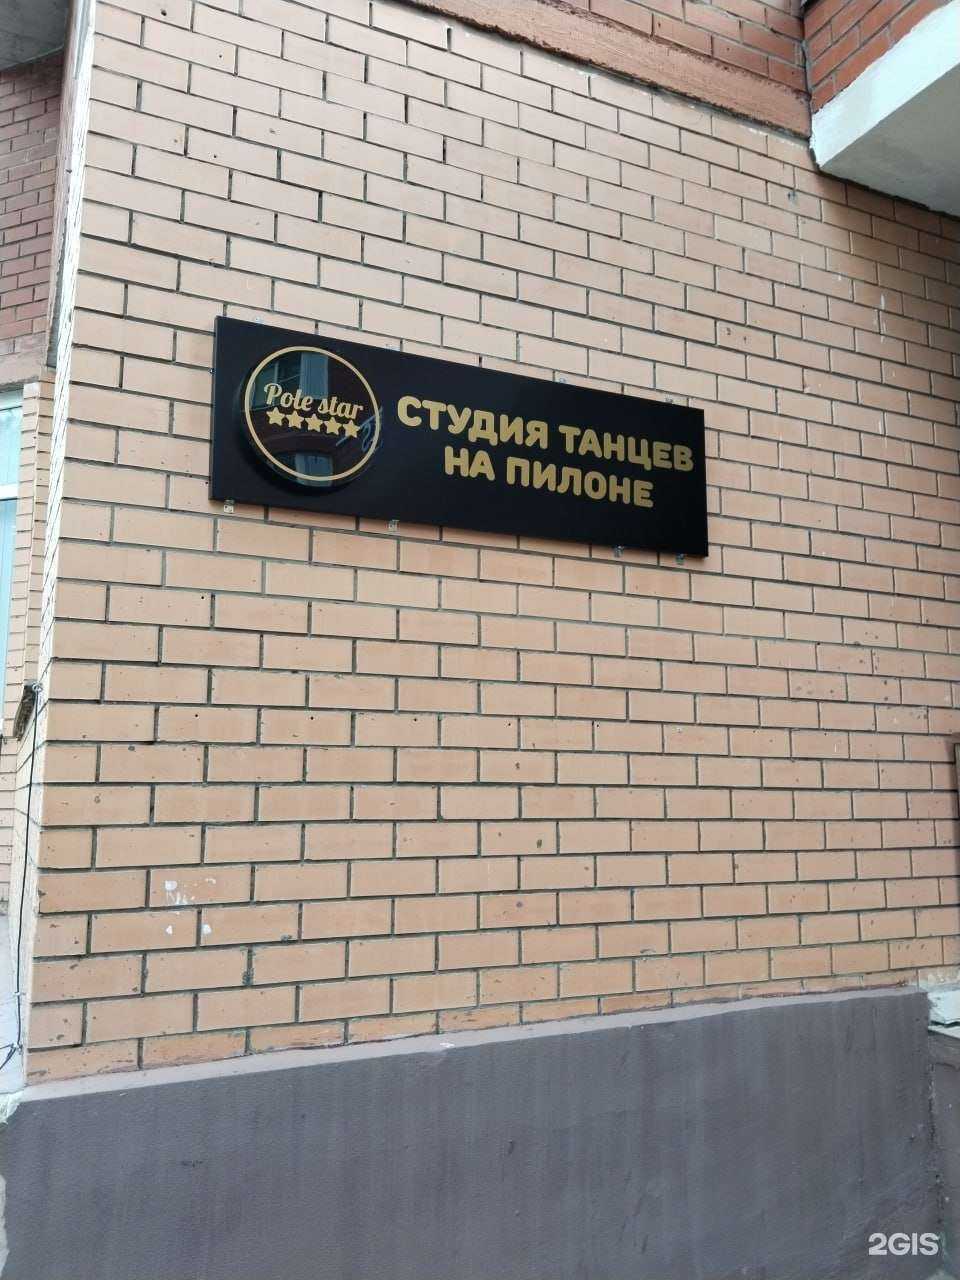 Pole star
СТУДИЯ ТАНЦЕВ
НА ПИЛОНЕ
2GIS